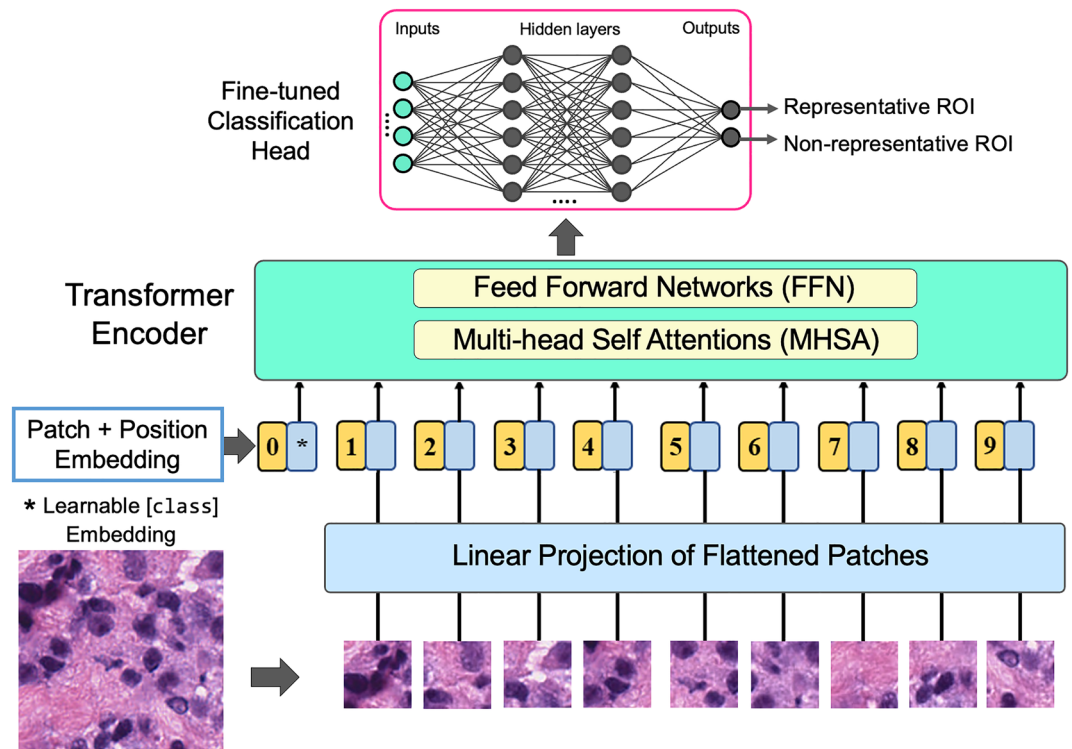 Inputs
Hidden layers
Outputs
Fine-tuned
Classification
Head
....
....
Representative ROI
Non-representative ROI
Transformer
Encoder
Feed Forward Networks (FFN)
Multi-head Self Attentions (MHSA)
Patch + Position
Embedding
0 * 1 2 3 4 5 6 7 8 9
* Learnable [class]
Embedding
Linear Projection of Flattened Patches